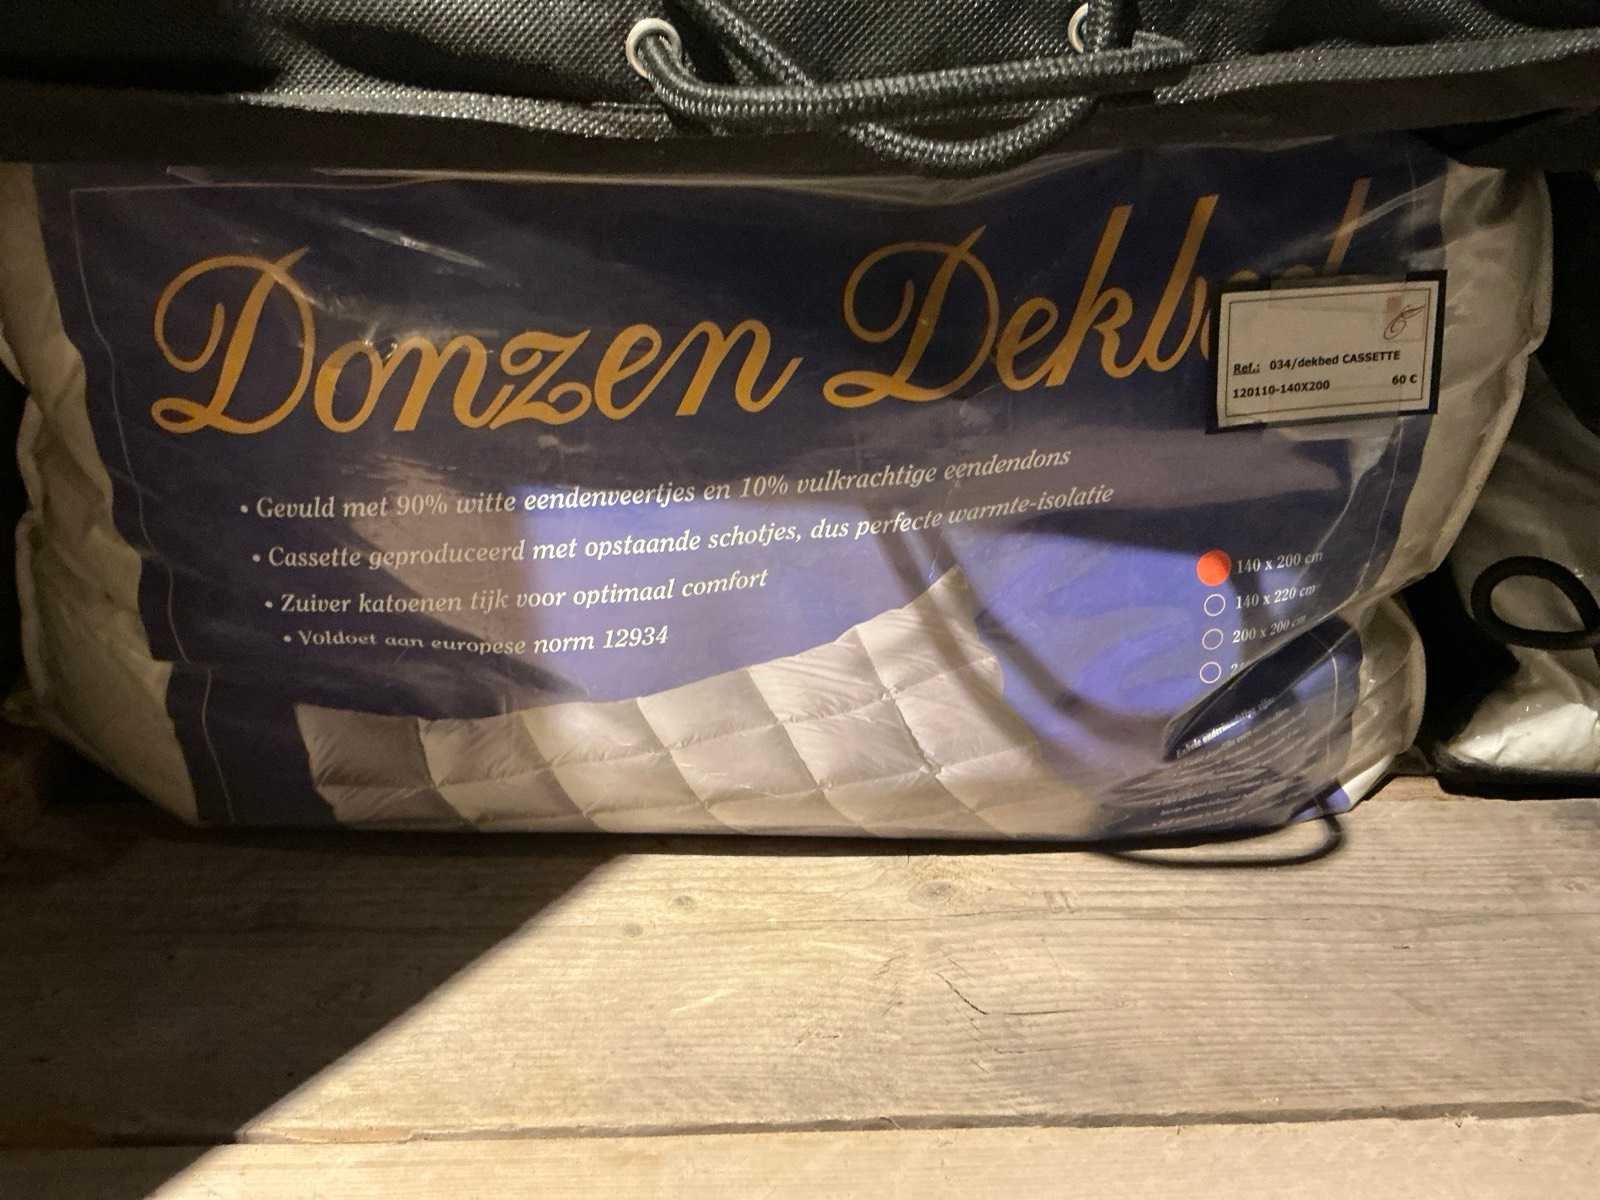 Donzen Dekbed
Ref.: 034/dekbed CASSETTE
120110-140X200 60 €
• Gevuld met 90% witte eendenveertjes en 10% vulkrachtige eendendons
• Cassette geproduceerd met opstaande schotjes, dus perfecte warmte-isolatie
• Zuiver katoenen tijk voor optimaal comfort
• Voldoet aan europese norm 12934
140 x 200 cm
140 x 220 cm
200 x 200 cm